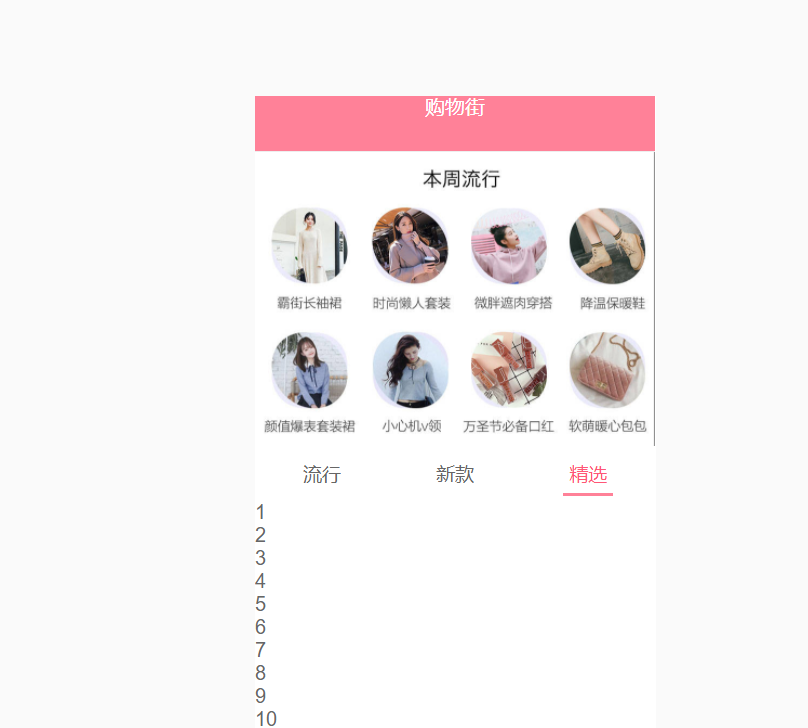 购物街
本周流行
霸街长袖裙 时尚懒人套装 微胖遮肉穿搭 降温保暖鞋
颜值爆表套装裙 小心机v领 万圣节必备口红 软萌暖心包包
流行 新款 精选
1
2
3
4
5
6
7
8
9
10